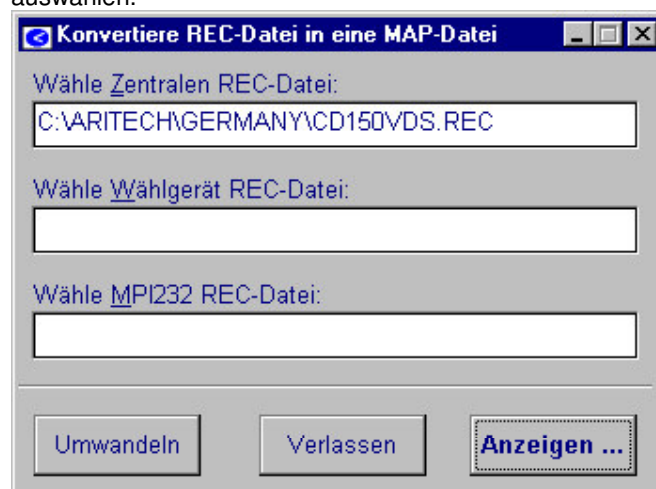 auswählen.
Konvertiere REC-Datei in eine MAP-Datei
Wähle Zentralen REC-Datei:
C:\ARITECH\GERMANY\CD150VDS.REC
Wähle Wählgerät REC-Datei:
Wähle MPI232 REC-Datei:
Umwandeln Verlassen Anzeigen ...